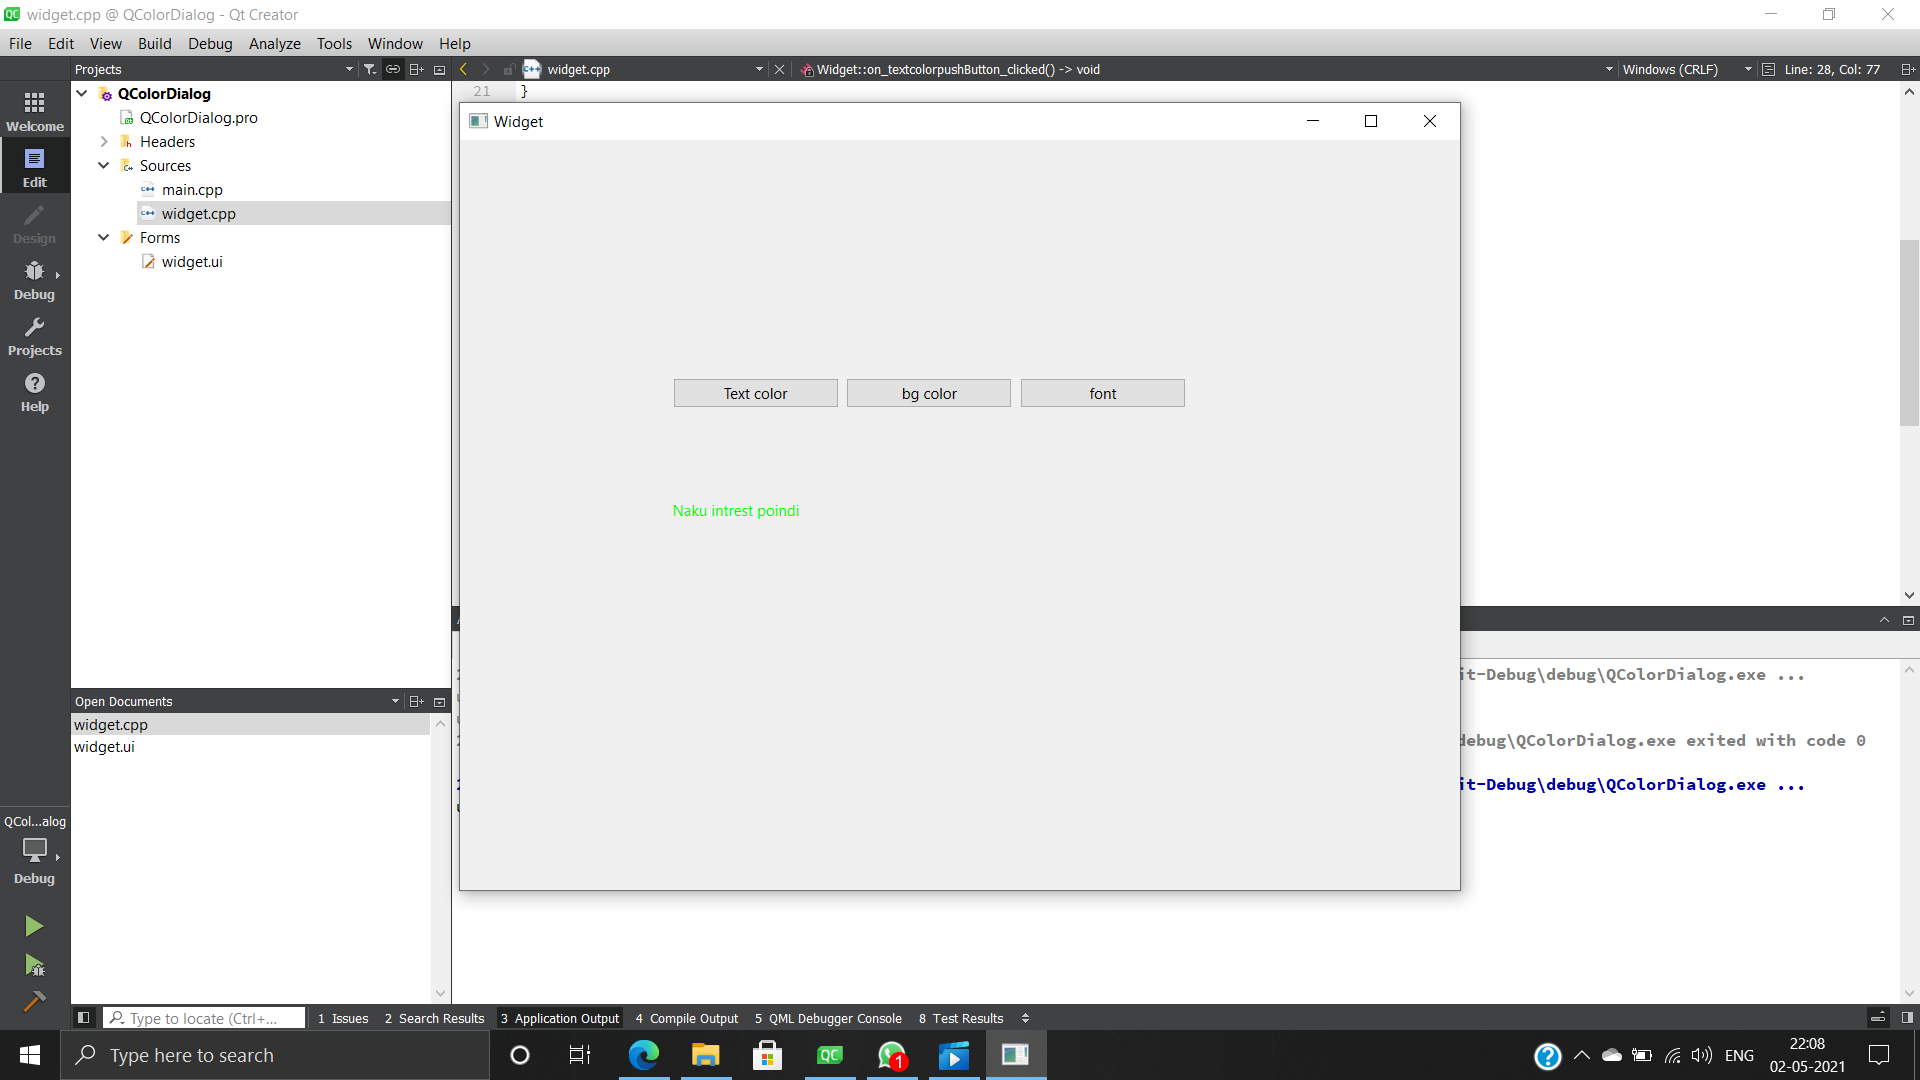 widget.cpp @ QColorDialog - Qt Creator
File Edit View Build Debug Analyze Tools Window Help
Projects
widget.cpp
Widget::on_textcolorpushButton_clicked() -> void
Windows (CRLF)
Line: 28, Col: 77
21 }
QColorDialog
QColorDialog.pro
Headers
Sources
main.cpp
widget.cpp
Forms
widget.ui
Welcome
Edit
Design
Debug
Projects
Help
Widget
Text color
bg color
font
Naku intrest poindi
it-Debug\debug\QColorDialog.exe ...
debug\QColorDialog.exe exited with code 0
it-Debug\debug\QColorDialog.exe ...
Open Documents
widget.cpp
widget.ui
QCol...alog
Debug
Type to locate (Ctrl+...
1 Issues
2 Search Results
3 Application Output
4 Compile Output
5 QML Debugger Console
8 Test Results
Type here to search
QC
1
ENG
22:08
02-05-2021